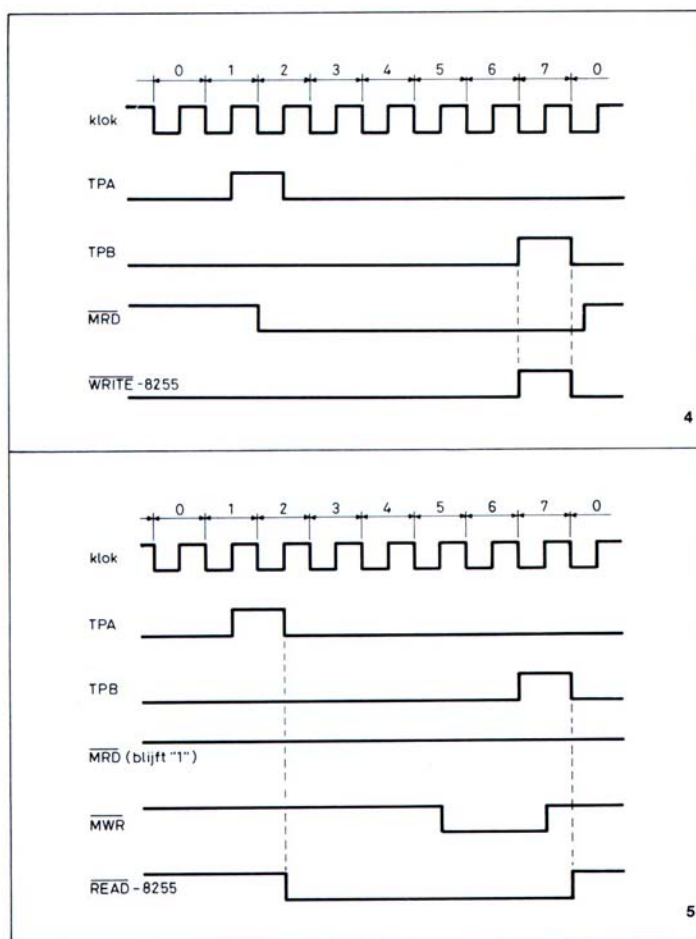 0 1 2 3 4 5 6 7 0
klok
TPA
TPB
MRD
WRITE-8255
4
0 1 2 3 4 5 6 7 0
klok
TPA
TPB
MRD (blijft "1")
MWR
READ-8255
5